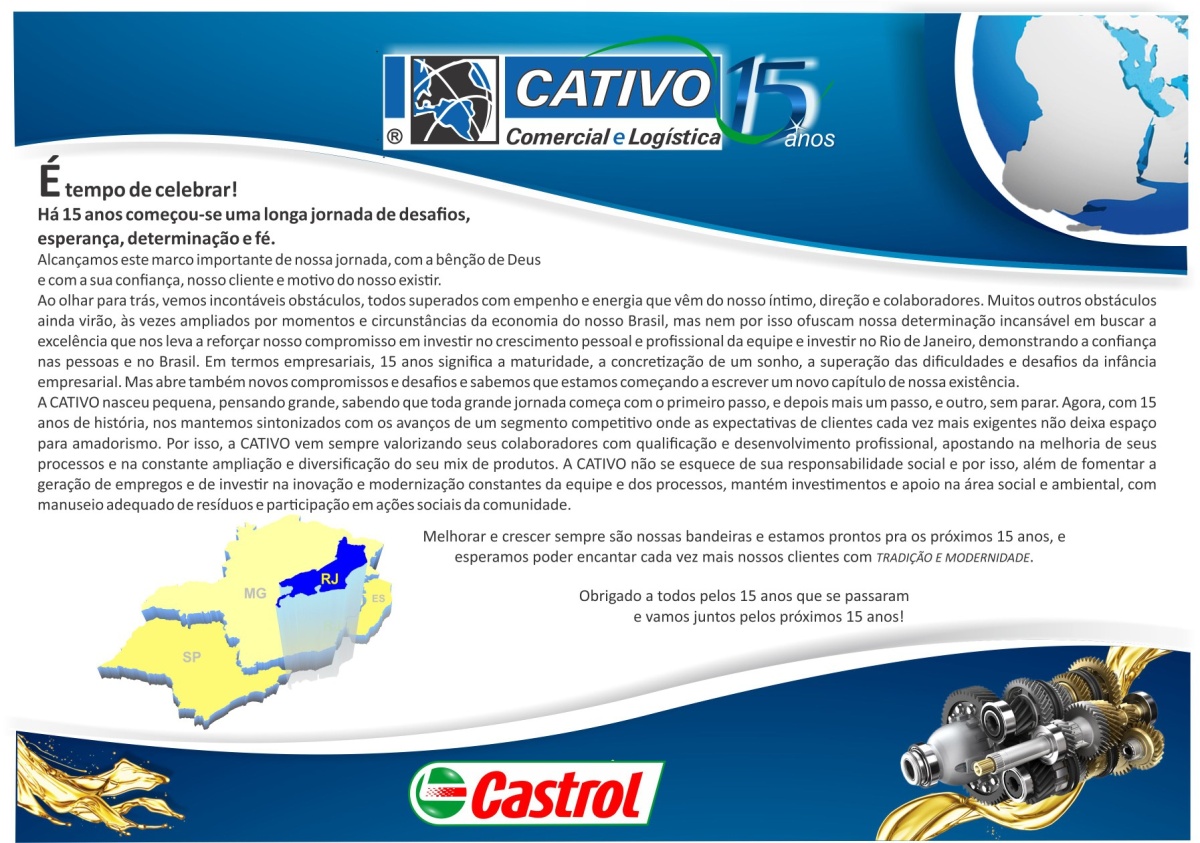 CATIVO
15
anos
®
Comercial e Logística
É tempo de celebrar!
Há 15 anos começou-se uma longa jornada de desafios,
esperança, determinação e fé.
Alcançamos este marco importante de nossa jornada, com a bênção de Deus
e com a sua confiança, nosso cliente e motivo do nosso existir.
Ao olhar para trás, vemos incontáveis obstáculos, todos superados com empenho e energia que vêm do nosso íntimo, direção e colaboradores. Muitos outros obstáculos
ainda virão, às vezes ampliados por momentos e circunstâncias da economia do nosso Brasil, mas nem por isso ofuscam nossa determinação incansável em buscar a
excelência que nos leva a reforçar nosso compromisso em investir no crescimento pessoal e profissional da equipe e investir no Rio de Janeiro, demonstrando a confiança
nas pessoas e no Brasil. Em termos empresariais, 15 anos significa a maturidade, a concretização de um sonho, a superação das dificuldades e desafios da infância
empresarial. Mas abre também novos compromissos e desafios e sabemos que estamos começando a escrever um novo capítulo de nossa existência.
A CATIVO nasceu pequena, pensando grande, sabendo que toda grande jornada começa com o primeiro passo, e depois mais um passo, e outro, sem parar. Agora, com 15
anos de história, nos mantemos sintonizados com os avanços de um segmento competitivo onde as expectativas de clientes cada vez mais exigentes não deixa espaço
para amadorismo. Por isso, a CATIVO vem sempre valorizando seus colaboradores com qualificação e desenvolvimento profissional, apostando na melhoria de seus
processos e na constante ampliação e diversificação do seu mix de produtos. A CATIVO não se esquece de sua responsabilidade social e por isso, além de fomentar a
geração de empregos e de investir na inovação e modernização constantes da equipe e dos processos, mantém investimentos e apoio na área social e ambiental, com
manuseio adequado de resíduos e participação em ações sociais da comunidade.
Melhorar e crescer sempre são nossas bandeiras e estamos prontos pra os próximos 15 anos, e
esperamos poder encantar cada vez mais nossos clientes com TRADIÇÃO E MODERNIDADE.
RJ
MG
ES
SP
Obrigado a todos pelos 15 anos que se passaram
e vamos juntos pelos próximos 15 anos!
Castrol